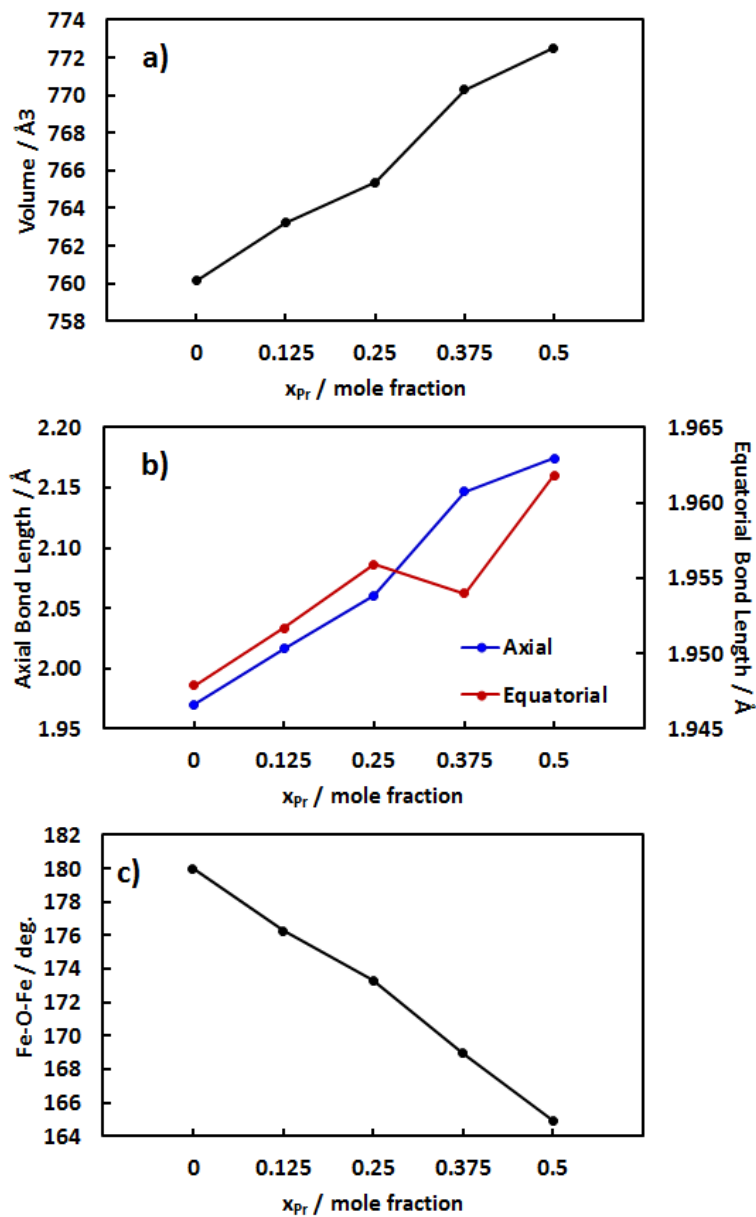 a)
Volume / Å3
774
772
770
768
766
764
762
760
758
0 0.125 0.25 0.375 0.5
xPr / mole fraction
b)
Axial Bond Length / Å
2.20
2.15
2.10
2.05
2.00
1.95
Equatorial Bond Length / Å
1.965
1.960
1.955
1.950
1.945
Axial
Equatorial
0 0.125 0.25 0.375 0.5
xPr / mole fraction
c)
Fe-O-Fe / deg.
182
180
178
176
174
172
170
168
166
164
0 0.125 0.25 0.375 0.5
xPr / mole fraction